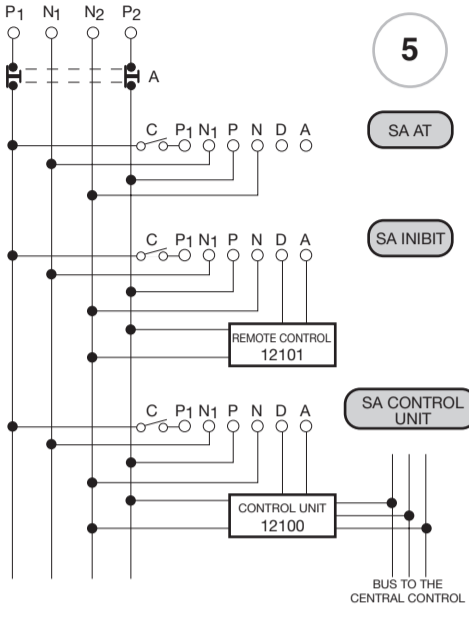 P1 N1 N2 P2
5
A
SA AT
C P1 N1 P N D A
SA INIBIT
C P1 N1 P N D A
REMOTE CONTROL
12101
SA CONTROL
UNIT
C P1 N1 P N D A
CONTROL UNIT
12100
BUS TO THE
CENTRAL CONTROL